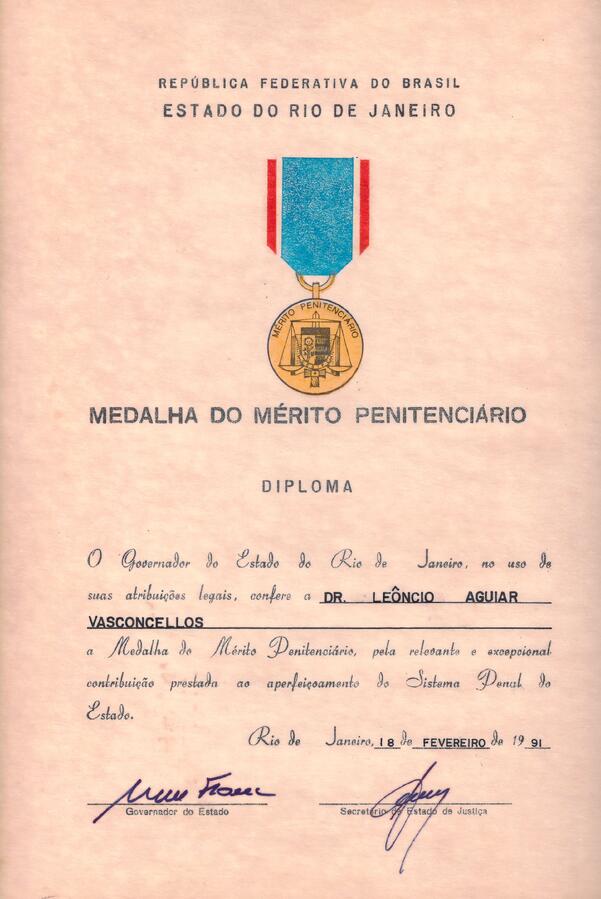 REPÚBLICA FEDERATIVA DO BRASIL
ESTADO DO RIO DE JANEIRO
MÉRITO PENITENCIÁRIO
MEDALHA DO MÉRITO PENITENCIÁRIO
DIPLOMA
O Governador do Estado do Rio de Janeiro, no uso de
suas atribuições legais, confere a DR. LEÔNCIO AGUIAR
VASCONCELLOS
a Medalha do Mérito Penitenciário, pela relevante e excepcional
contribuição prestada ao aperfeiçoamento do Sistema Penal do
Estado.
Rio de Janeiro, 18 de FEVEREIRO de 19 91
Governador do Estado
Secretário de Estado de Justiça